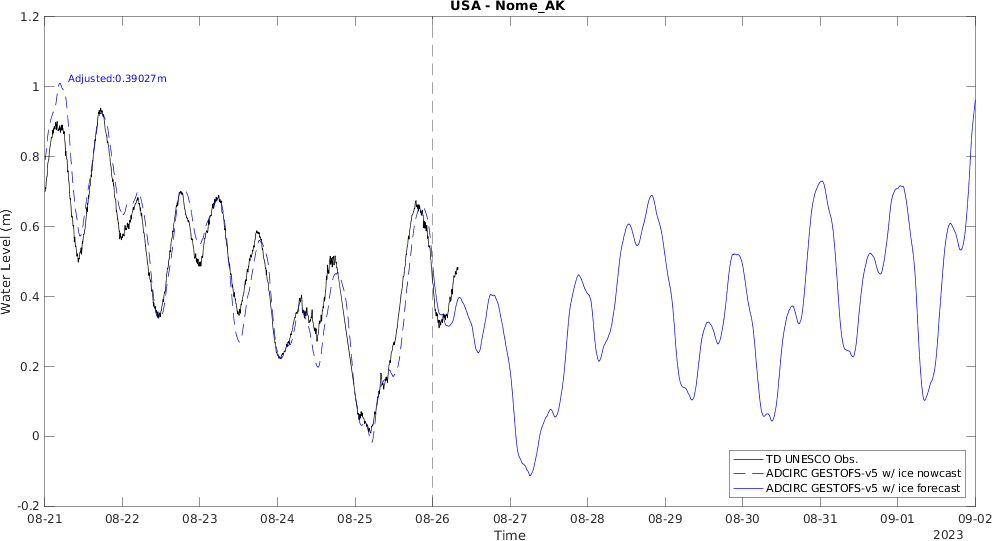 USA - Nome_AK
Adjusted:0.39027m
Water Level (m)
1.2
1
0.8
0.6
0.4
0.2
0
-0.2
TD UNESCO Obs.
ADCIRC GESTOFS-v5 w/ ice nowcast
ADCIRC GESTOFS-v5 w/ ice forecast
08-21 08-22 08-23 08-24 08-25 08-26 08-27 08-28 08-29 08-30 08-31 09-01 09-02
Time
2023